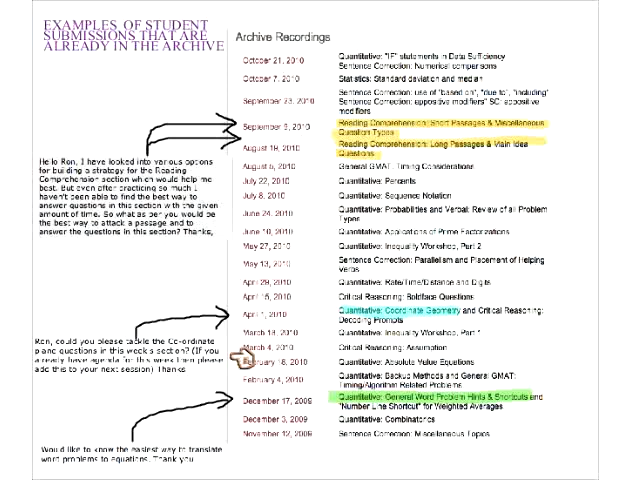 EXAMPLES OF STUDENT
SUBMISSIONS THAT ARE
ALREADY IN THE ARCHIVE
Archive Recordings
October 21, 2010
Quantitative: "IF" statements in Data Sufficiency
Sentence Correction: Numerical comparisons
October 7, 2010
Statistics: Standard deviation and median
September 23, 2010
Sentence Correction: use of "based on", "due to", "including"
Sentence Correction: appositive modifiers" SC: appositive
modifiers
September 9, 2010
Reading Comprehension: Short Passages & Miscellaneous
Question Types
August 19, 2010
Reading Comprehension: Long Passages & Main Idea
Questions
August 5, 2010
General GMAT: Timing Considerations
July 22, 2010
Quantitative: Percents
July 8, 2010
Quantitative: Sequence Notation
June 24, 2010
Quantitative: Probabilities and Verbal: Review of all Problem
Types
June 10, 2010
Quantitative: Applications of Prime Factorizations
May 27, 2010
Quantitative: Inequality Workshop, Part 2
May 13, 2010
Sentence Correction: Parallelism and Placement of Helping
Verbs
April 29, 2010
Quantitative: Rate/Time/Distance and Digits
April 15, 2010
Critical Reasoning: Boldface Questions
April 1, 2010
Quantitative: Coordinate Geometry and Critical Reasoning:
Decoding Prompts
March 18, 2010
Quantitative: Inequality Workshop, Part 1
March 4, 2010
Critical Reasoning: Assumption
February 18, 2010
Quantitative: Absolute Value Equations
February 4, 2010
Quantitative: Backup Methods and General GMAT:
Timing/Algorithm Related Problems
December 17, 2009
Quantitative: General Word Problem Hints & Shortcuts and
"Number Line Shortcut" for Weighted Averages
December 3, 2009
Quantitative: Combinatorics
November 12, 2009
Sentence Correction: Miscellaneous Topics
Hello Ron, I have looked into various options
for building a strategy for the Reading
Comprehension section which would help me
best. But even after practicing so much I
haven't been able to find the best way to
answer questions in this section with the given
amount of time. So what as per you would be
the best way to attack a passage and to
answer the questions in this section? Thanks,
Ron, could you please tackle the Co-ordinate
plane questions in this week's section? (If you
already have agenda for this week then please
add this to your next session) Thanks
Would like to know the easiest way to translate
word problems to equations. Thank you